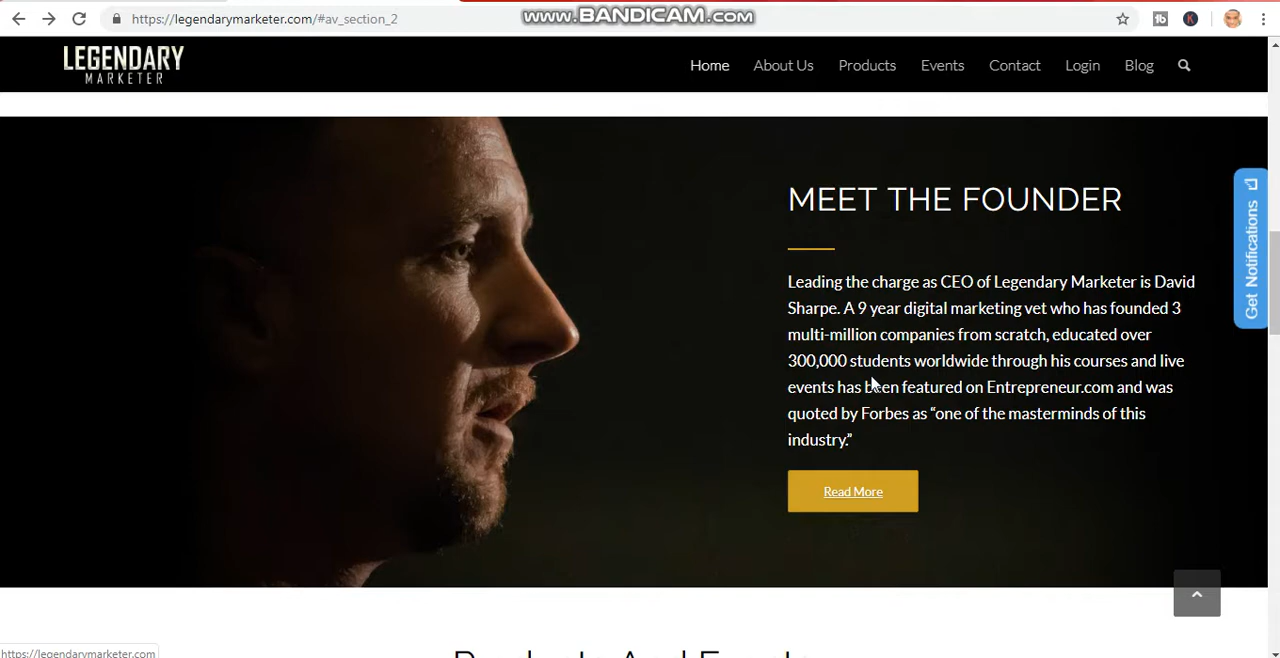 https://legendarymarketer.com/#av_section_2
www.BANDICAM.com
LEGENDARY
MARKETER
Home About Us Products Events Contact Login Blog
MEET THE FOUNDER
Leading the charge as CEO of Legendary Marketer is David
Sharpe. A 9 year digital marketing vet who has founded 3
multi-million companies from scratch, educated over
300,000 students worldwide through his courses and live
events has been featured on Entrepreneur.com and was
quoted by Forbes as “one of the masterminds of this
industry.”
Read More
Get Notifications
Products And Events
https://legendarymarketer.com